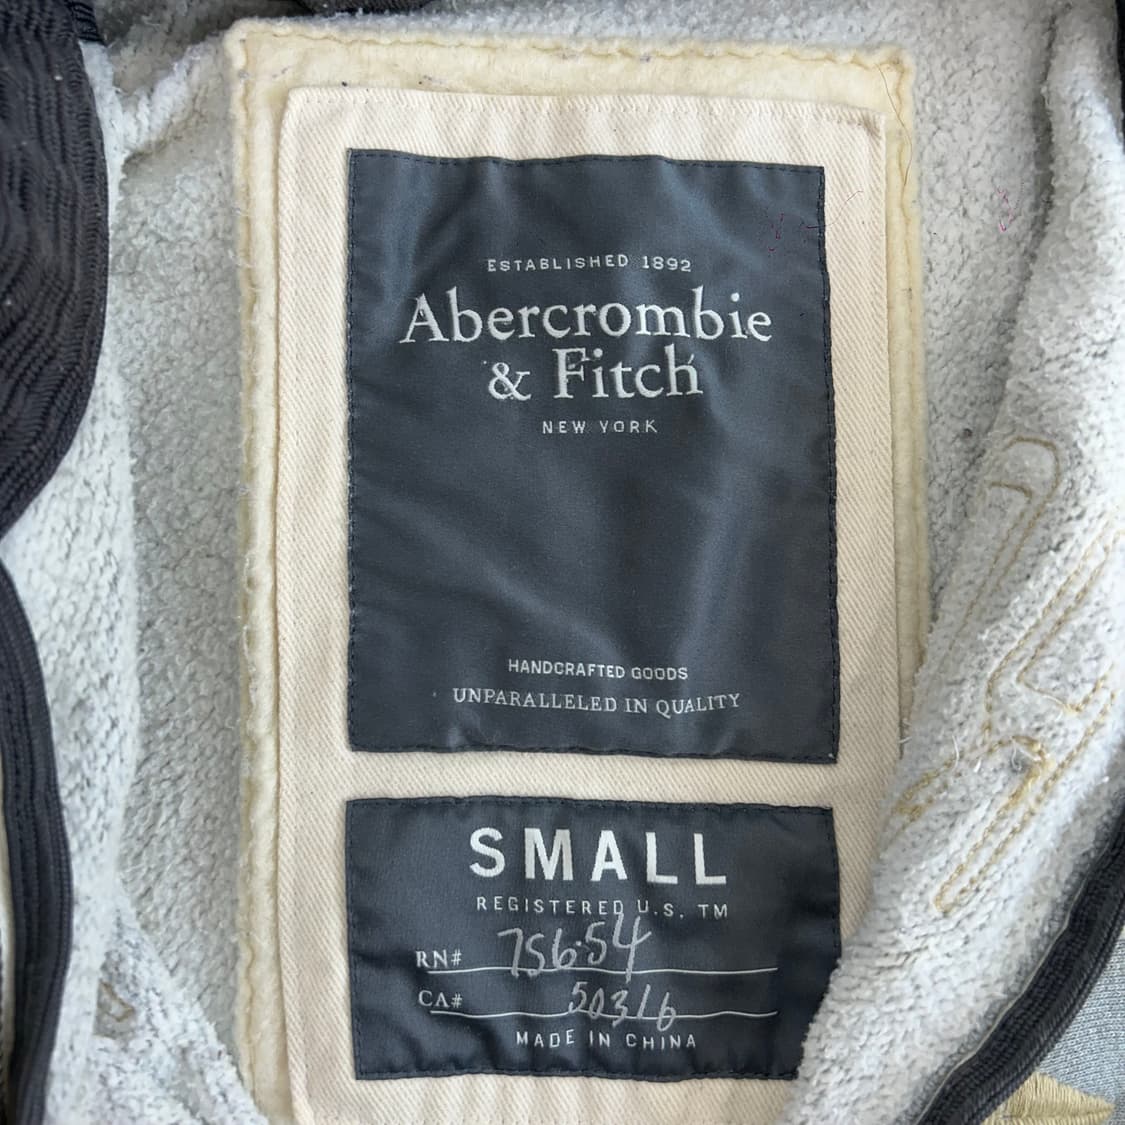 ESTABLISHED 1892
Abercrombie
& Fitch
NEW YORK
HANDCRAFTED GOODS
UNPARALLELED IN QUALITY
SMALL
REGISTERED U.S. TM
RN# 75654
CA# 50316
MADE IN CHINA